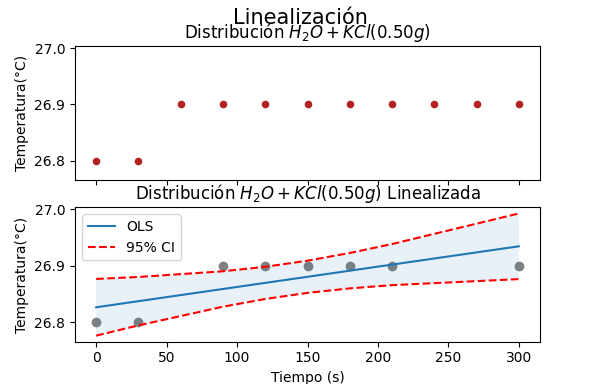 Linealización
Distribución H₂O + KCl(0.50g)
27.0
26.9
26.8
Temperatura(°C)
Distribución H₂O + KCl(0.50g) Linealizada
27.0
26.9
26.8
Temperatura(°C)
OLS
95% CI
0 50 100 150 200 250 300
Tiempo (s)